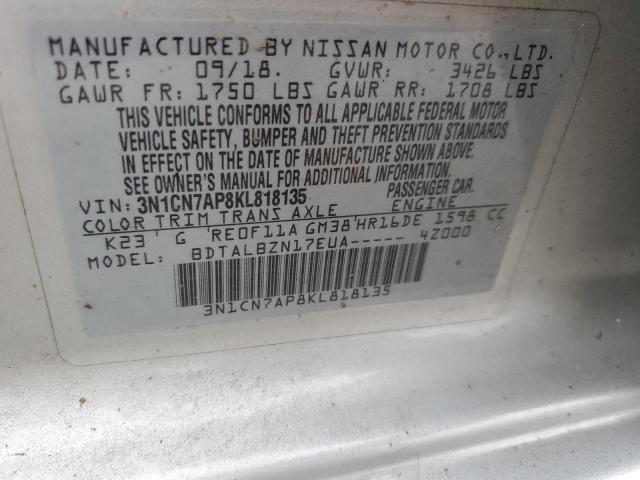 MANUFACTURED BY NISSAN MOTOR CO., LTD.
DATE: 09/18. GVWR: 3426 LBS
GAWR FR: 1750 LBS GAWR RR: 1708 LBS
THIS VEHICLE CONFORMS TO ALL APPLICABLE FEDERAL MOTOR
VEHICLE SAFETY, BUMPER AND THEFT PREVENTION STANDARDS
IN EFFECT ON THE DATE OF MANUFACTURE SHOWN ABOVE.
SEE OWNER'S MANUAL FOR ADDITIONAL INFORMATION.
VIN: 3N1CN7AP8KL818135 PASSENGER CAR.
COLOR TRIM TRANS AXLE ENGINE
K23' G 'RE0F11A GM38'HR16DE 1598 CC
BDTALBZN17EUA----- 4Z000
3N1CN7AP8KL818135